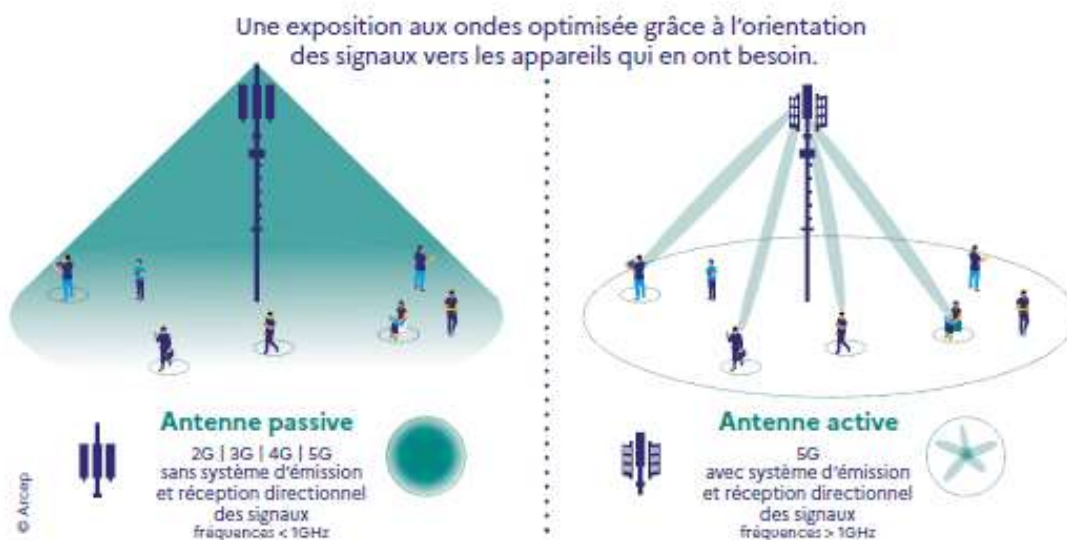 Une exposition aux ondes optimisée grâce à l'orientation
des signaux vers les appareils qui en ont besoin.
Antenne passive
2G | 3G | 4G | 5G
sans système d'émission
et réception directionnel
des signaux
fréquences < 1GHz
Antenne active
5G
avec système d'émission
et réception directionnel
des signaux
fréquences > 1GHz
© Arcep